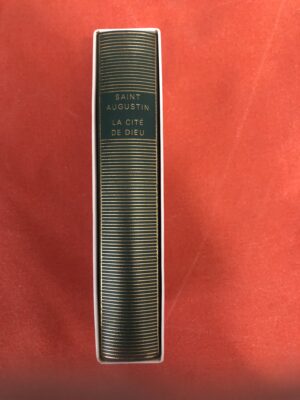 SAINT
AUGUSTIN
LA CITÉ
DE DIEU